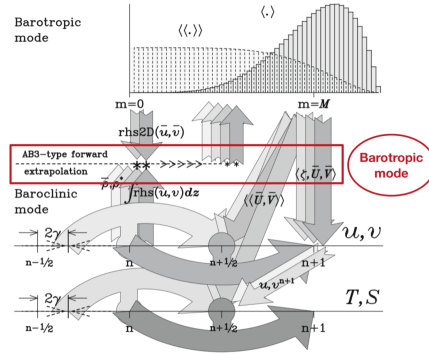 Barotropic
mode
⟨⟨.⟩⟩
⟨.⟩
m=0
m=M
rhs2D(ū,v̄)
AB3-type forward
extrapolation
Barotropic
mode
ρ̄,ρ*
⟨ζ,Ū,V̄⟩
Baroclinic
mode
∫rhs(u,v)dz
⟨⟨Ū,V̄⟩⟩
2γ
u,v
n−1/2
n
n+1/2
n+1
2γ
u,vⁿ⁺¹
T,S
n−1/2
n
n+1/2
n+1